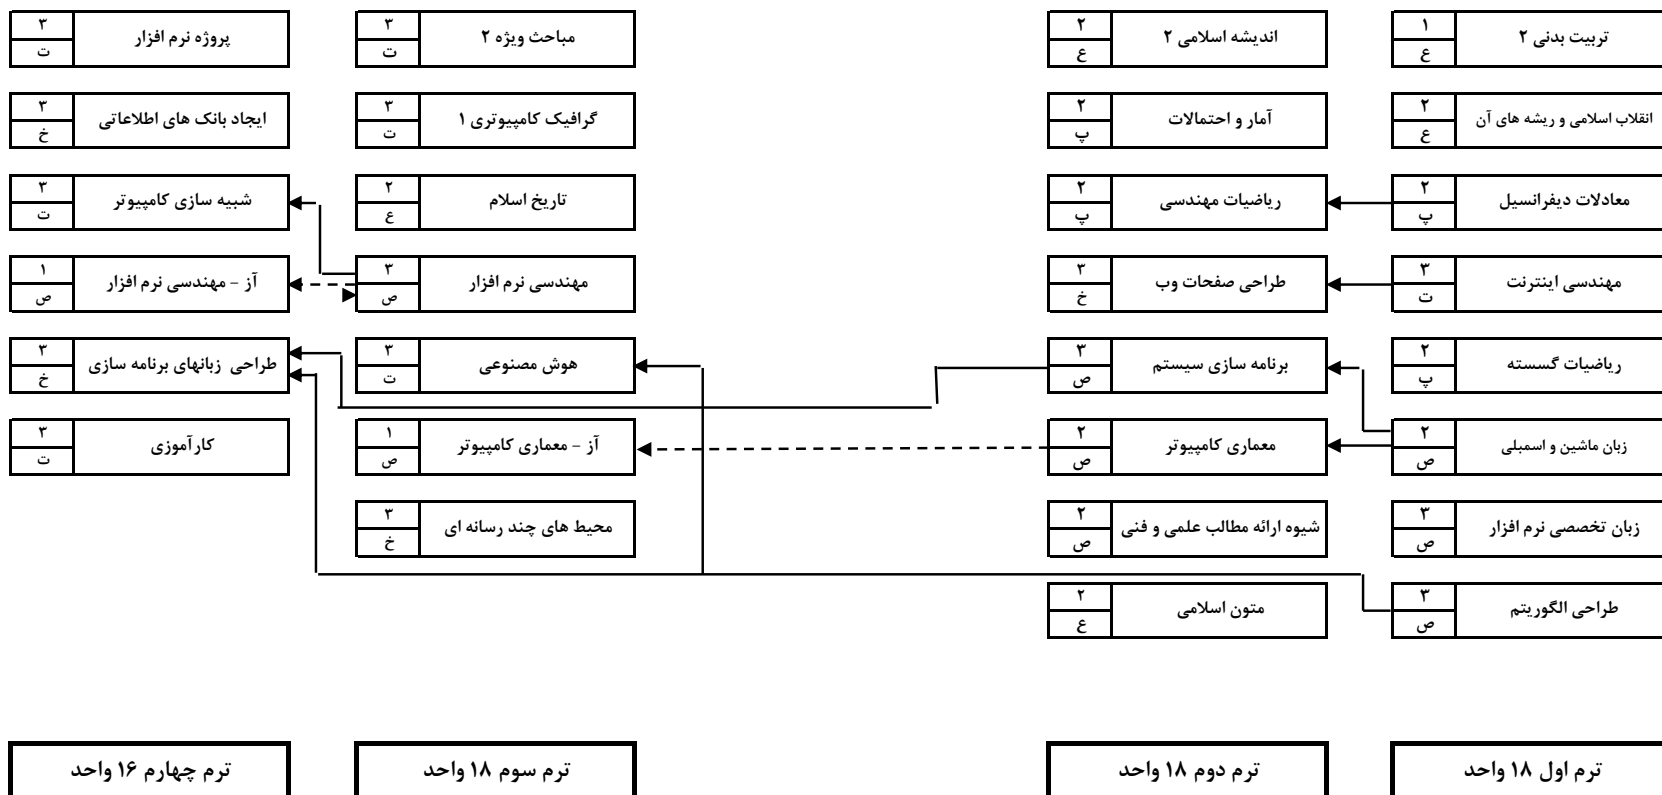 تربیت بدنی ۲
۱
ع
انقلاب اسلامی و ریشه های آن
۲
ع
معادلات دیفرانسیل
۲
پ
مهندسی اینترنت
۳
ت
ریاضیات گسسته
۲
پ
زبان ماشین و اسمبلی
۲
ص
زبان تخصصی نرم افزار
۳
ص
طراحی الگوریتم
۳
ص
ترم اول ۱۸ واحد
اندیشه اسلامی ۲
۲
ع
آمار و احتمالات
۲
پ
ریاضیات مهندسی
۲
پ
طراحی صفحات وب
۳
خ
برنامه سازی سیستم
۳
ص
معماری کامپیوتر
۲
ص
شیوه ارائه مطالب علمی و فنی
۲
ص
متون اسلامی
۲
ع
ترم دوم ۱۸ واحد
مباحث ویژه ۲
۳
ت
گرافیک کامپیوتری ۱
۳
ت
تاریخ اسلام
۲
ع
مهندسی نرم افزار
۳
ص
هوش مصنوعی
۳
ت
آز - معماری کامپیوتر
۱
ص
محیط های چند رسانه ای
۳
خ
ترم سوم ۱۸ واحد
پروژه نرم افزار
۳
ت
ایجاد بانک های اطلاعاتی
۳
خ
شبیه سازی کامپیوتر
۳
ت
آز - مهندسی نرم افزار
۱
ص
طراحی زبانهای برنامه سازی
۳
خ
کارآموزی
۳
ت
ترم چهارم ۱۶ واحد